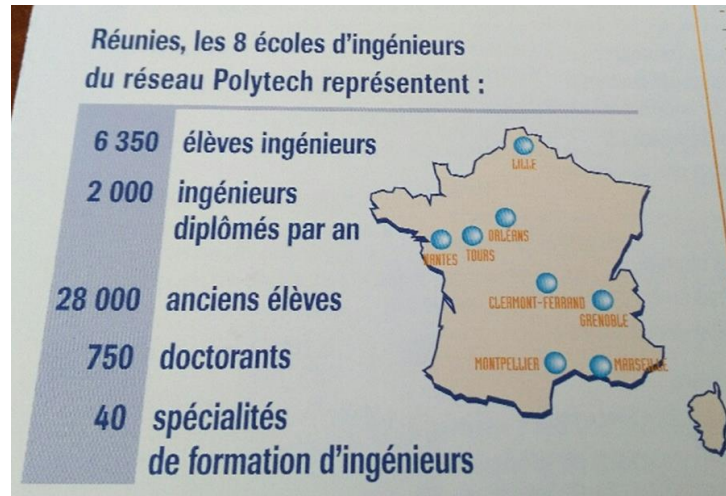 Réunies, les 8 écoles d'ingénieurs
du réseau Polytech représentent :
6 350 élèves ingénieurs
2 000 ingénieurs
diplômés par an
28 000 anciens élèves
750 doctorants
40 spécialités
de formation d'ingénieurs
LILLE
ORLÉANS
NANTES
TOURS
CLERMONT-FERRAND
GRENOBLE
MONTPELLIER
MARSEILLE